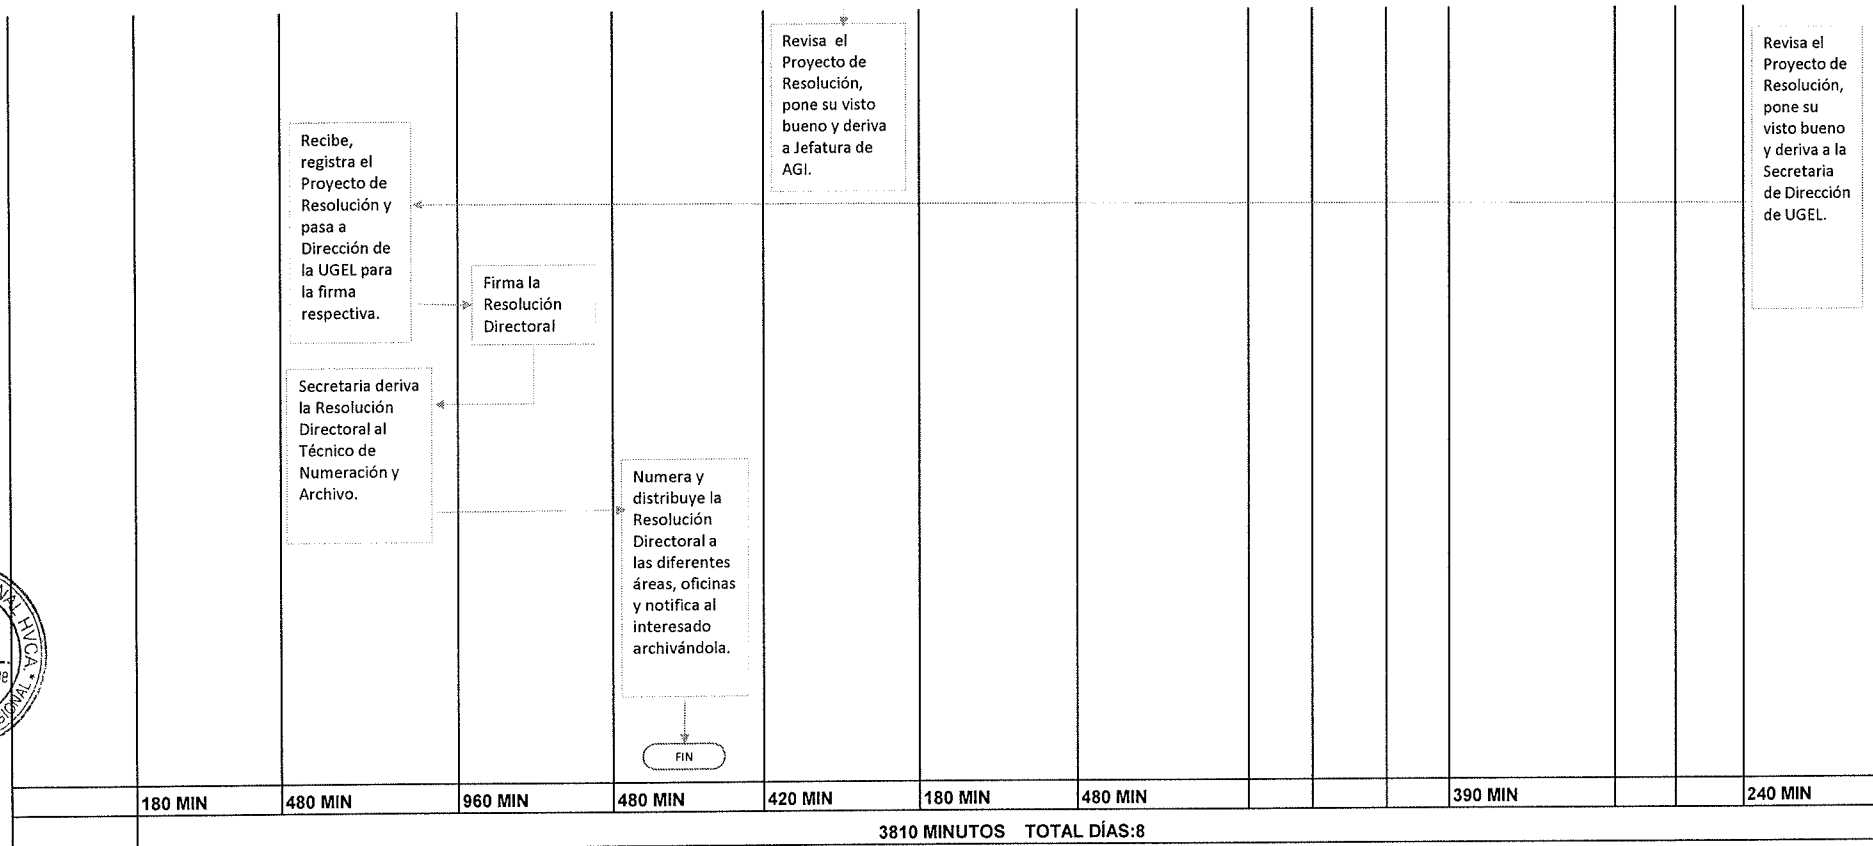 Revisa el
Proyecto de
Resolución,
pone su visto
bueno y deriva
a Jefatura de
AGI.
Revisa el
Proyecto de
Resolución,
pone su
visto bueno
y deriva a la
Secretaria
de Dirección
de UGEL.
Recibe,
registra el
Proyecto de
Resolución y
pasa a
Dirección de
la UGEL para
la firma
respectiva.
Firma la
Resolución
Directoral
Secretaria deriva
la Resolución
Directoral al
Técnico de
Numeración y
Archivo.
Numera y
distribuye la
Resolución
Directoral a
las diferentes
áreas, oficinas
y notifica al
interesado
archivándola.
FIN
HVCA.
180 MIN 480 MIN 960 MIN 480 MIN 420 MIN 180 MIN 480 MIN 390 MIN 240 MIN
3810 MINUTOS TOTAL DÍAS:8